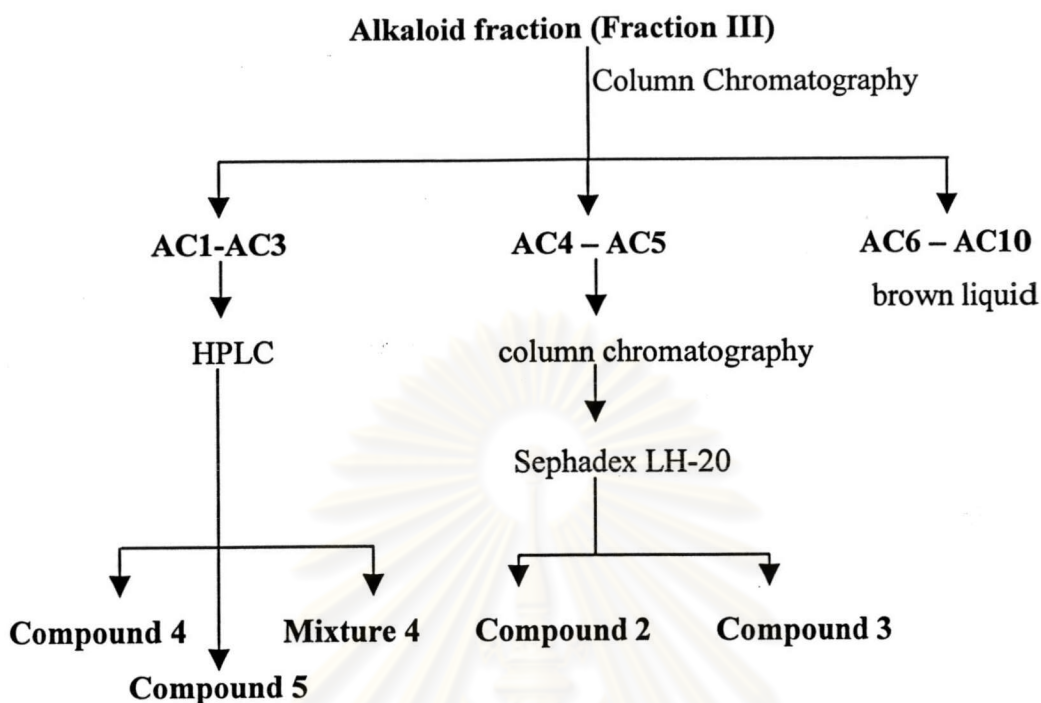 Alkaloid fraction (Fraction III)
Column Chromatography
AC1-AC3
AC4 – AC5
AC6 – AC10
brown liquid
HPLC
column chromatography
Sephadex LH-20
Compound 4
Mixture 4
Compound 2
Compound 3
Compound 5